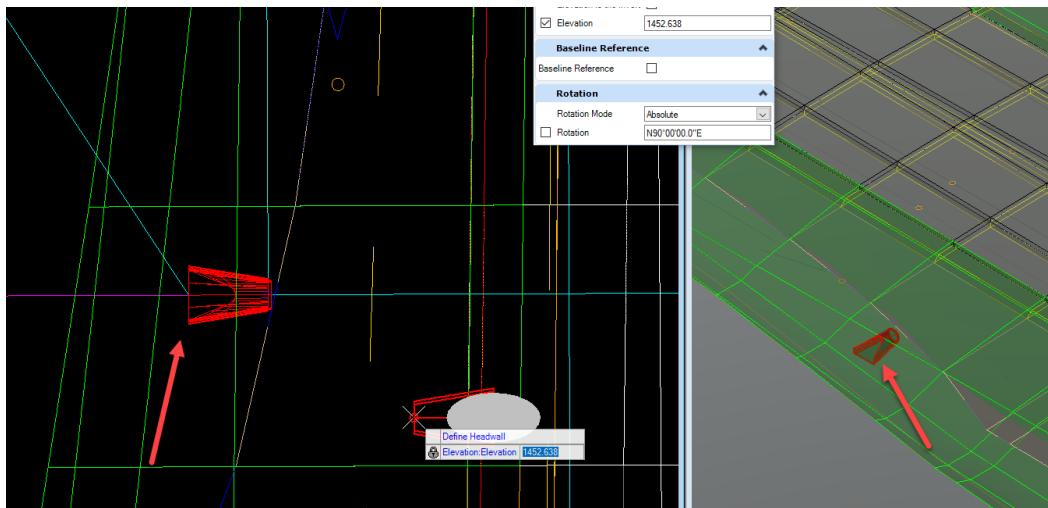 Elevation
1452.638
Baseline Reference
Baseline Reference
Rotation
Rotation Mode
Absolute
Rotation
N90°00'00.0"E
Define Headwall
Elevation:Elevation 1452.638